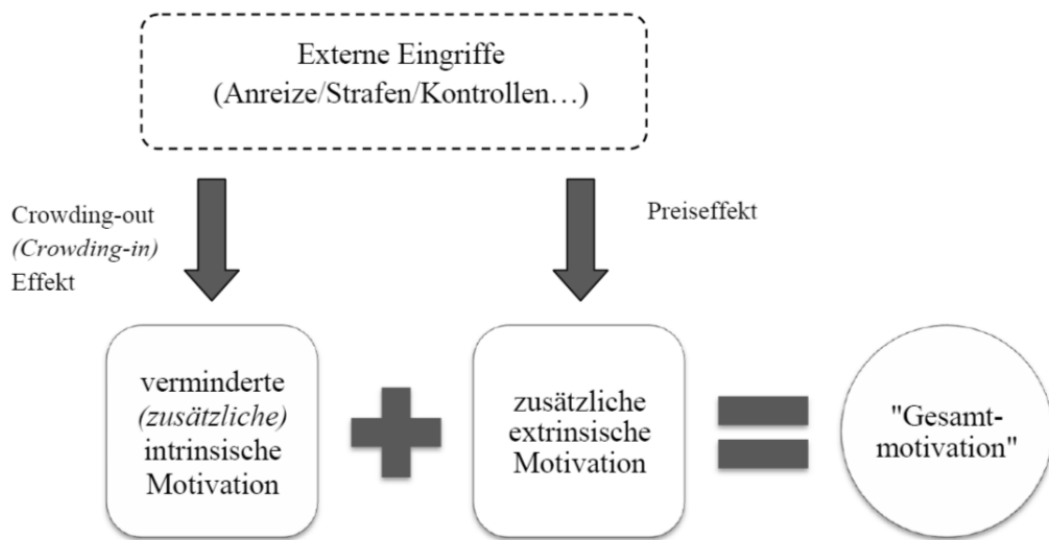 Externe Eingriffe
(Anreize/Strafen/Kontrollen…)
Crowding-out
(Crowding-in)
Effekt
Preiseffekt
verminderte
(zusätzliche)
intrinsische
Motivation
zusätzliche
extrinsische
Motivation
"Gesamt-
motivation"